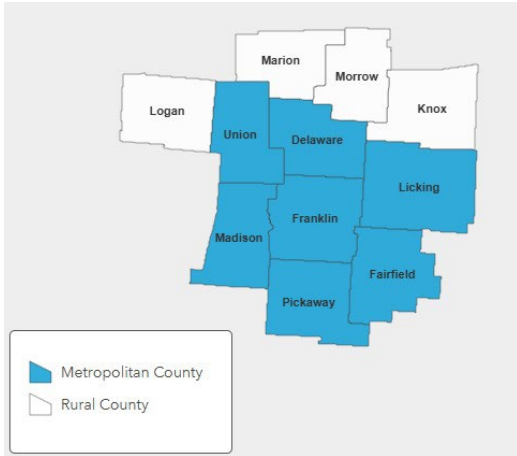 Marion
Morrow
Logan
Knox
Union
Delaware
Licking
Franklin
Madison
Fairfield
Pickaway
Metropolitan County
Rural County